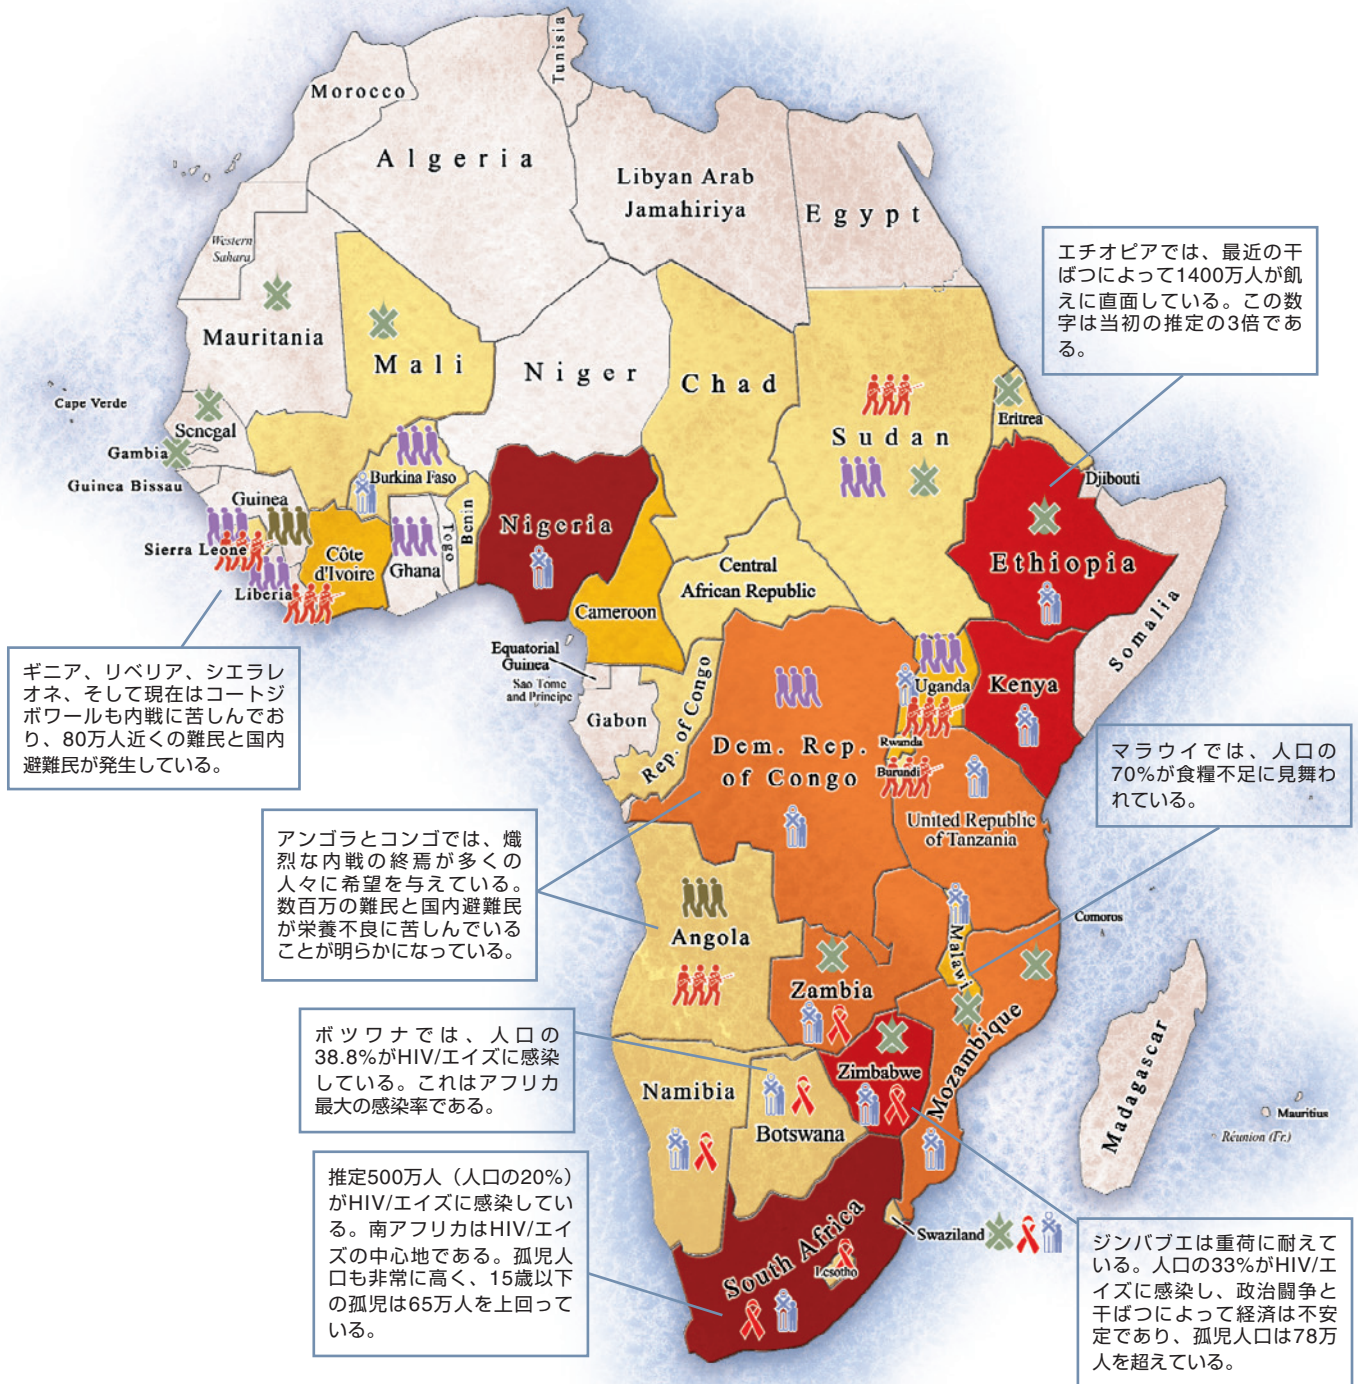 Tunisia
Morocco
Algeria
Libyan Arab
Jamahiriya
Egypt
Western
Sahara
エチオピアでは、最近の干
ばつによって1400万人が飢
えに直面している。この数
字は当初の推定の3倍であ
る。
Mauritania
Mali
Niger
Chad
Sudan
Eritrea
Cape Verde
Senegal
Gambia
Guinea Bissau
Guinea
Burkina Faso
Djibouti
Sierra Leone
Liberia
Côte
d'Ivoire
Ghana
Togo
Benin
Nigeria
Cameroon
Central
African Republic
Ethiopia
Somalia
Equatorial
Guinea
Sao Tome
and Principe
Gabon
Rep. of Congo
Dem. Rep.
of Congo
Uganda
Kenya
Rwanda
Burundi
United Republic
of Tanzania
ギニア、リベリア、シエラレ
オネ、そして現在はコートジ
ボワールも内戦に苦しんでお
り、80万人近くの難民と国内
避難民が発生している。
マラウイでは、人口の
70%が食糧不足に見舞わ
れている。
アンゴラとコンゴでは、熾
烈な内戦の終焉が多くの
人々に希望を与えている。
数百万の難民と国内避難民
が栄養不良に苦しんでいる
ことが明らかになっている。
Angola
Zambia
Malawi
Comoros
Mozambique
Madagascar
Mauritius
Réunion (Fr.)
ボツワナでは、人口の
38.8%がHIV/エイズに感染
している。これはアフリカ
最大の感染率である。
Namibia
Botswana
Zimbabwe
推定500万人（人口の20%）
がHIV/エイズに感染してい
る。南アフリカはHIV/エイ
ズの中心地である。孤児人
口も非常に高く、15歳以下
の孤児は65万人を上回って
いる。
South Africa
Lesotho
Swaziland
ジンバブエは重荷に耐えて
いる。人口の33%がHIV/エ
イズに感染し、政治闘争と
干ばつによって経済は不安
定であり、孤児人口は78万
人を超えている。